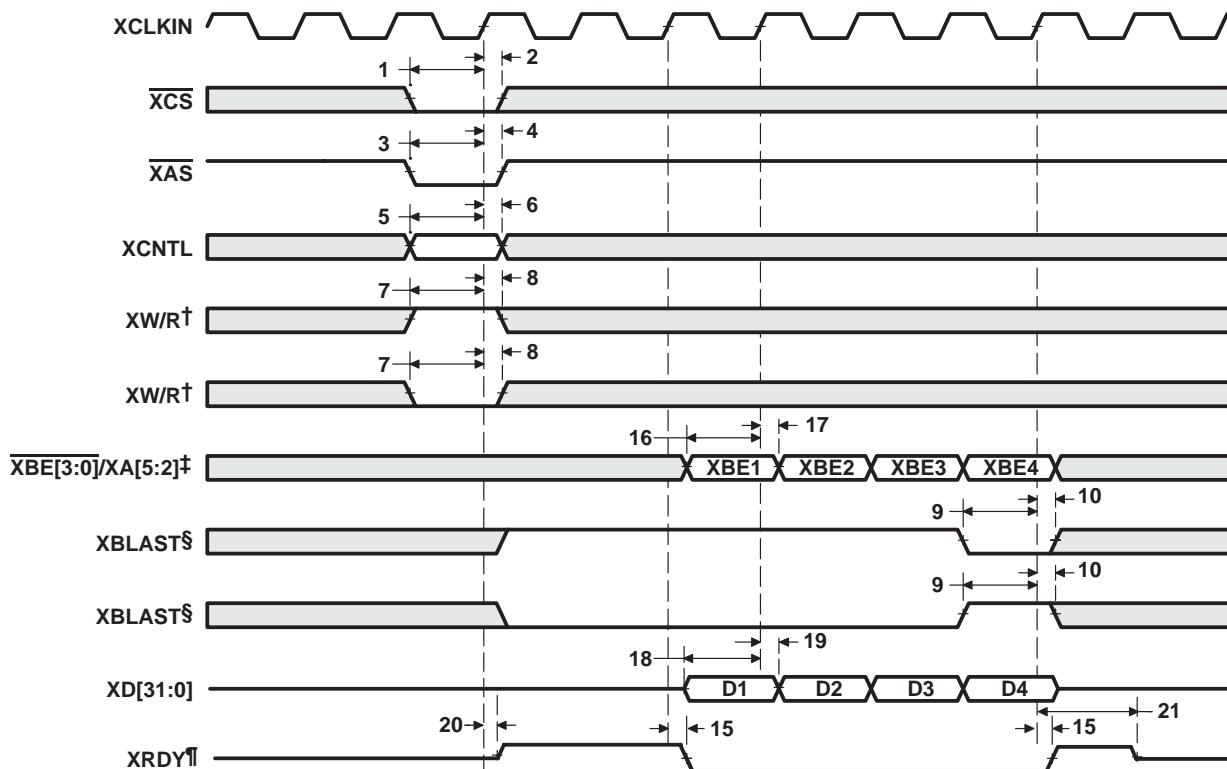 XCLKIN
1 2
XCS
3 4
XAS
5 6
XCNTL
7 8
XW/R†
7 8
XW/R†
16 17
XBE[3:0]/XA[5:2]‡ XBE1 XBE2 XBE3 XBE4
9 10
XBLAST§
9 10
XBLAST§
18 19
XD[31:0] D1 D2 D3 D4
20 15 15 21
XRDY¶